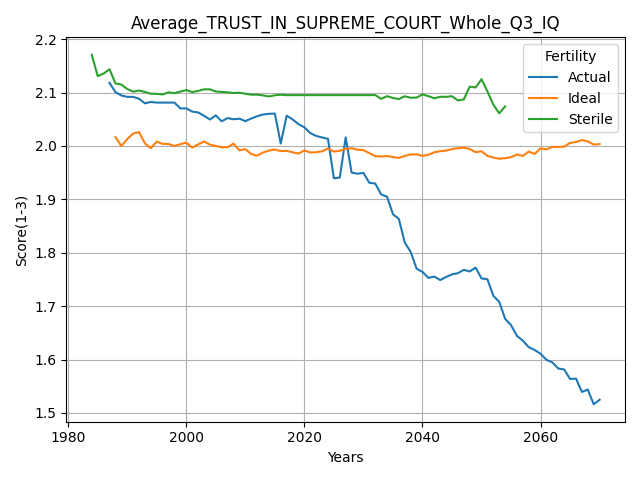 Average_TRUST_IN_SUPREME_COURT_Whole_Q3_IQ
Score(1-3)
2.2
2.1
2.0
1.9
1.8
1.7
1.6
1.5
Fertility
Actual
Ideal
Sterile
1980
2000
2020
2040
2060
Years